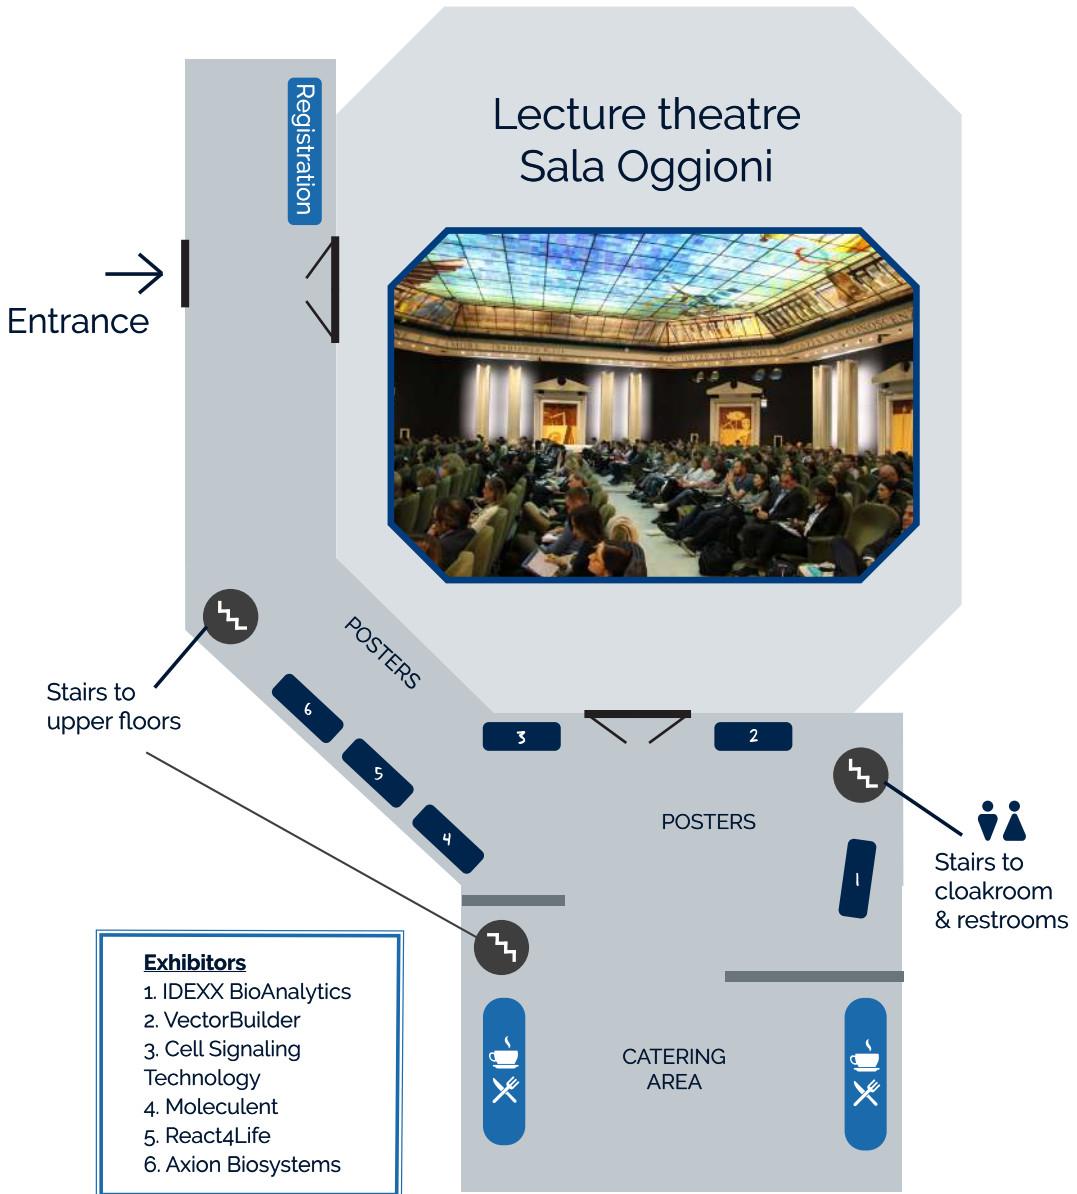 Lecture theatre
Sala Oggioni
Registration
Entrance
POSTERS
Stairs to
upper floors
6
5
4
3
2
1
POSTERS
Stairs to
cloakroom
& restrooms
CATERING
AREA
Exhibitors
1. IDEXX BioAnalytics
2. VectorBuilder
3. Cell Signaling
Technology
4. Moleculent
5. React4Life
6. Axion Biosystems